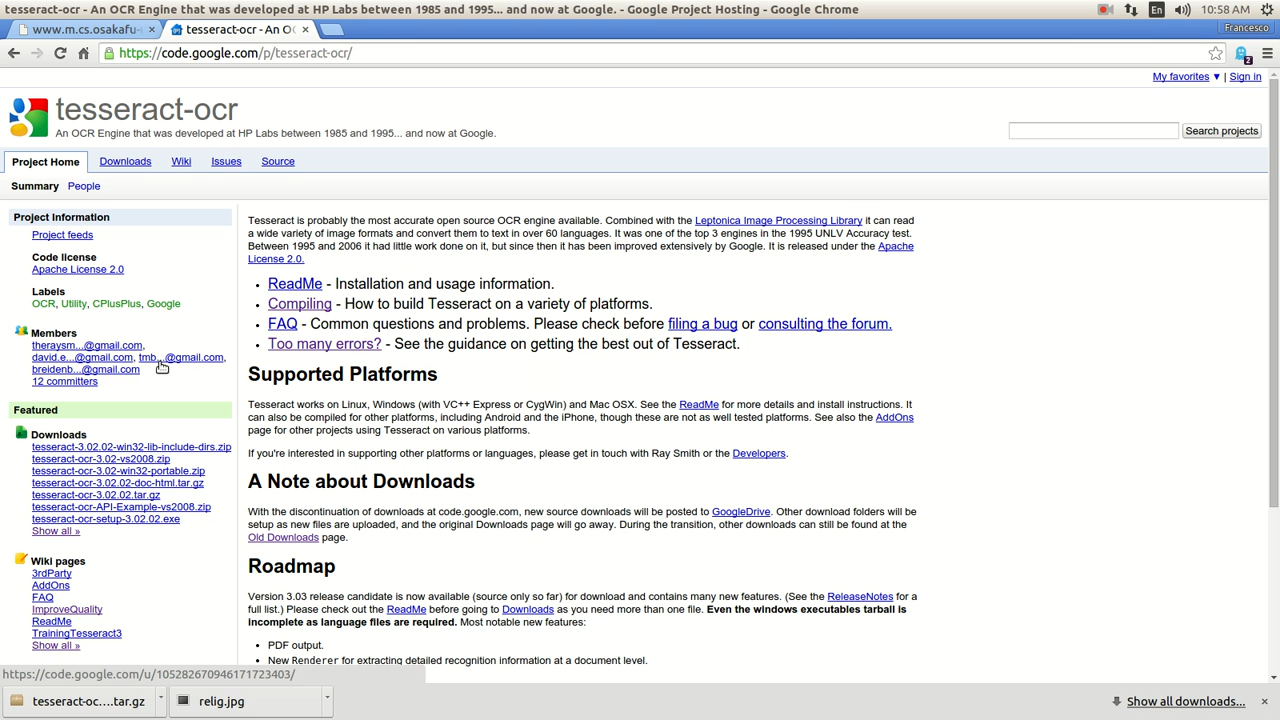 tesseract-ocr - An OCR Engine that was developed at HP Labs between 1985 and 1995... and now at Google. - Google Project Hosting - Google Chrome
En
10:58 AM
www.m.cs.osakafu-
tesseract-ocr - An OC
Francesco
https://code.google.com/p/tesseract-ocr/
2
My favorites ▼ | Sign in
tesseract-ocr
An OCR Engine that was developed at HP Labs between 1985 and 1995... and now at Google.
Search projects
Project Home Downloads Wiki Issues Source
Summary People
Project Information
Project feeds
Code license
Apache License 2.0
Labels
OCR, Utility, CPlusPlus, Google
Members
theraysm...@gmail.com,
david.e...@gmail.com, tmb...@gmail.com,
breidenb...@gmail.com
12 committers
Featured
Downloads
tesseract-3.02.02-win32-lib-include-dirs.zip
tesseract-ocr-3.02-vs2008.zip
tesseract-ocr-3.02-win32-portable.zip
tesseract-ocr-3.02.02-doc-html.tar.gz
tesseract-ocr-3.02.02.tar.gz
tesseract-ocr-API-Example-vs2008.zip
tesseract-ocr-setup-3.02.02.exe
Show all »
Wiki pages
3rdParty
AddOns
FAQ
ImproveQuality
ReadMe
TrainingTesseract3
Show all »
Tesseract is probably the most accurate open source OCR engine available. Combined with the Leptonica Image Processing Library it can read
a wide variety of image formats and convert them to text in over 60 languages. It was one of the top 3 engines in the 1995 UNLV Accuracy test.
Between 1995 and 2006 it had little work done on it, but since then it has been improved extensively by Google. It is released under the Apache
License 2.0.
• ReadMe - Installation and usage information.
• Compiling - How to build Tesseract on a variety of platforms.
• FAQ - Common questions and problems. Please check before filing a bug or consulting the forum.
• Too many errors? - See the guidance on getting the best out of Tesseract.
Supported Platforms
Tesseract works on Linux, Windows (with VC++ Express or CygWin) and Mac OSX. See the ReadMe for more details and install instructions. It
can also be compiled for other platforms, including Android and the iPhone, though these are not as well tested platforms. See also the AddOns
page for other projects using Tesseract on various platforms.
If you're interested in supporting other platforms or languages, please get in touch with Ray Smith or the Developers.
A Note about Downloads
With the discontinuation of downloads at code.google.com, new source downloads will be posted to GoogleDrive. Other download folders will be
setup as new files are uploaded, and the original Downloads page will go away. During the transition, other downloads can still be found at the
Old Downloads page.
Roadmap
Version 3.03 release candidate is now available (source only so far) for download and contains many new features. (See the ReleaseNotes for a
full list.) Please check out the ReadMe before going to Downloads as you need more than one file. Even the windows executables tarball is
incomplete as language files are required. Most notable new features:
• PDF output.
• New Renderer for extracting detailed recognition information at a document level.
https://code.google.com/u/105282670946171723403/
tesseract-oc....tar.gz
relig.jpg
Show all downloads...